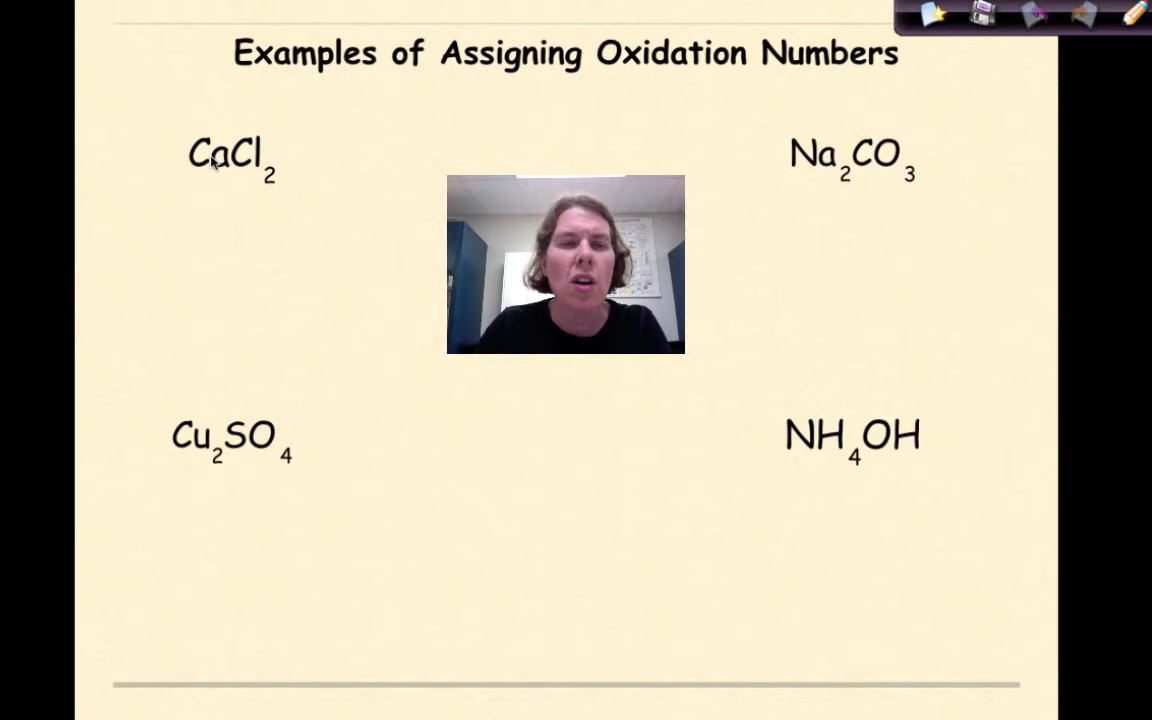 Examples of Assigning Oxidation Numbers
CaCl₂
Na₂CO₃
Cu₂SO₄
NH₄OH